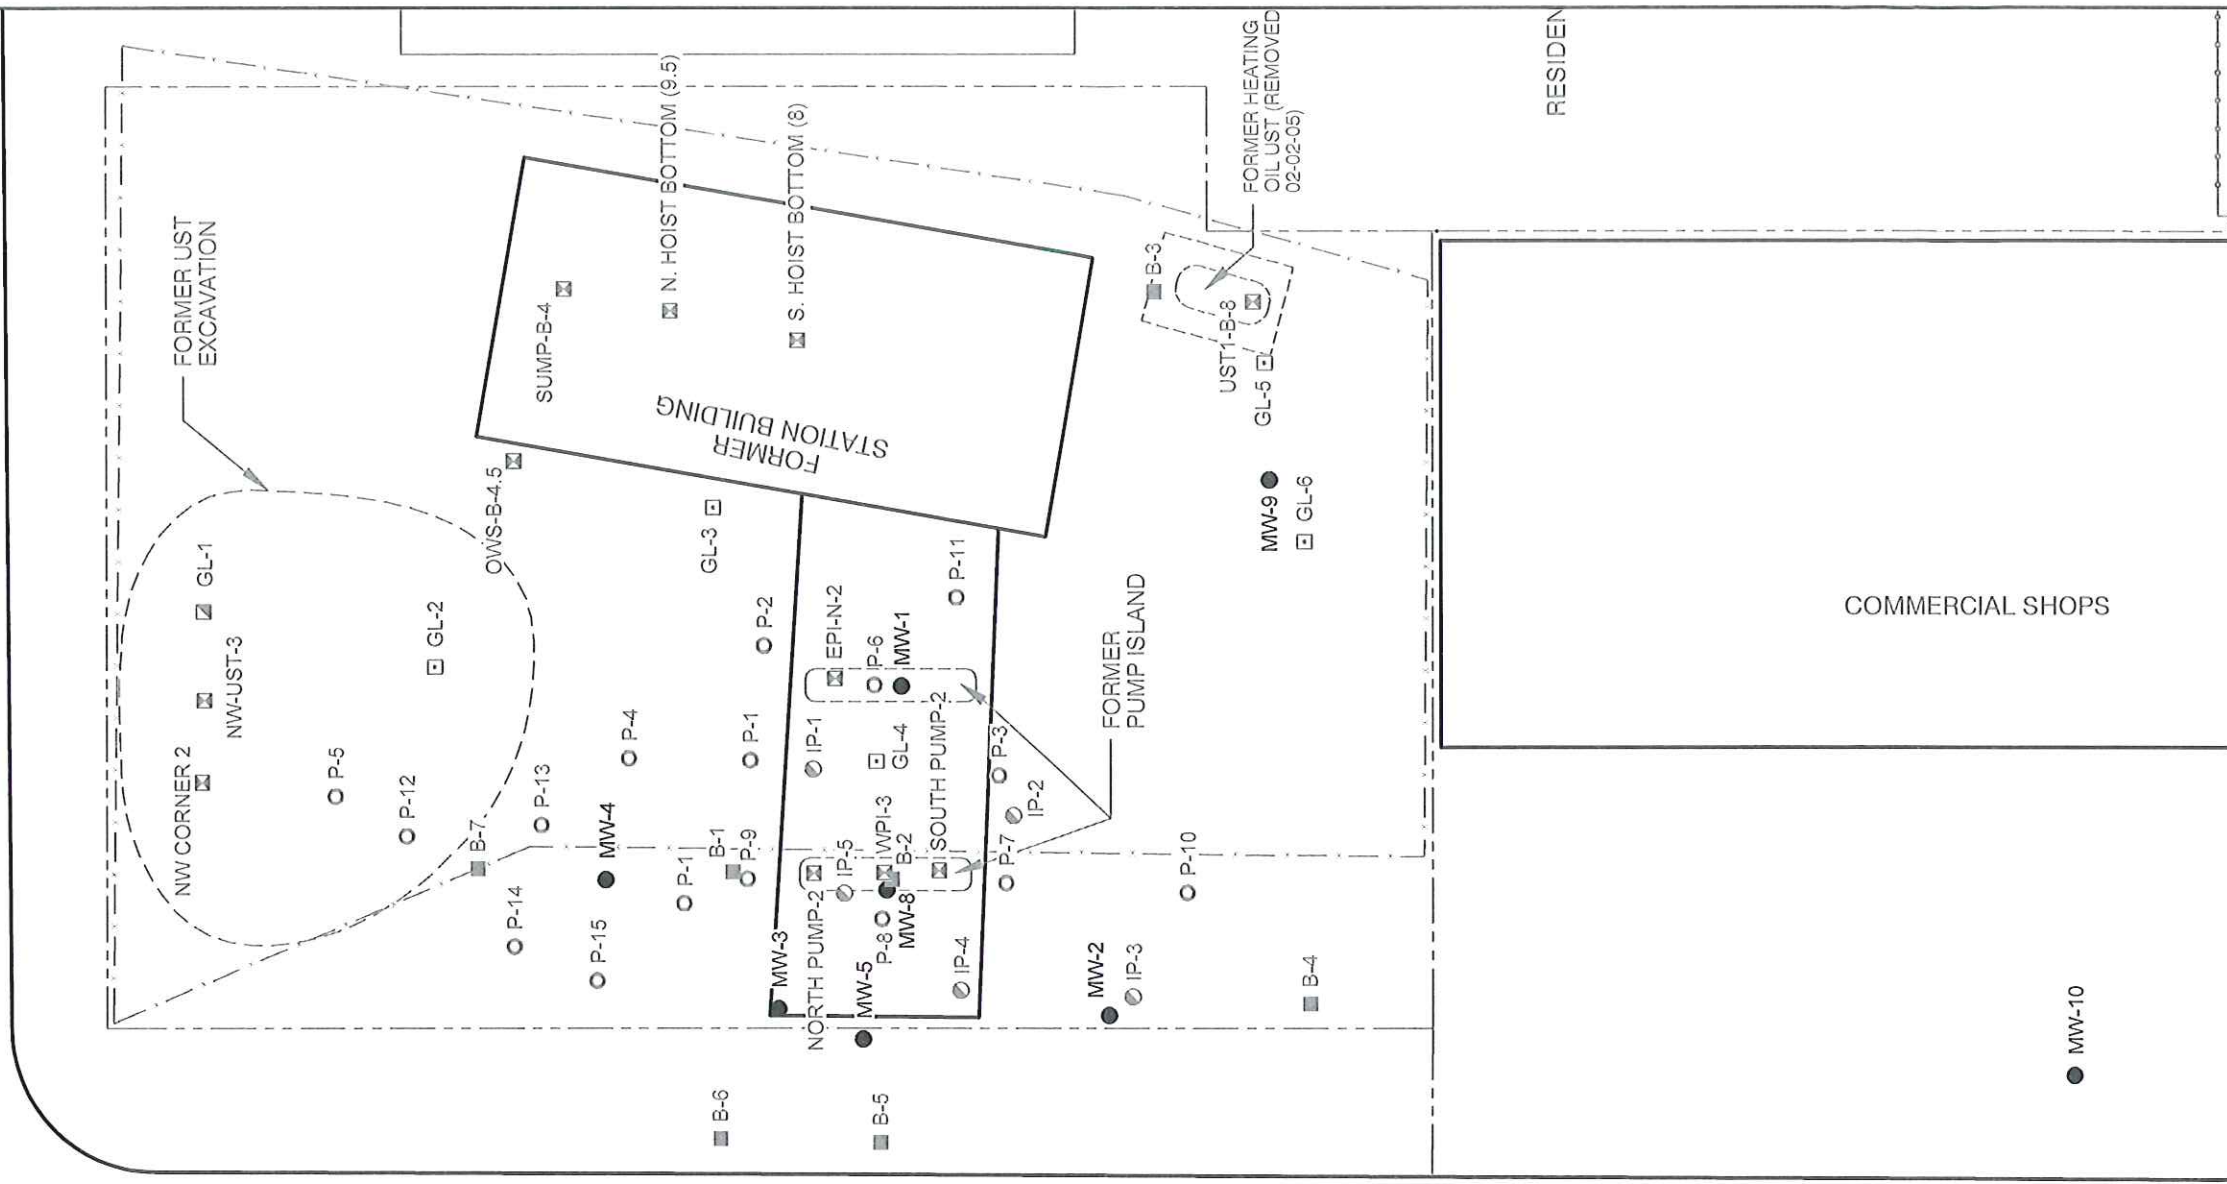 FORMER UST
EXCAVATION
N. HOIST BOTTOM (9.5)
S. HOIST BOTTOM (8)
FORMER HEATING
OIL UST (REMOVED
02-02-05)
RESIDEN
SUMP-B-4
B-3
UST1-B-8
GL-5
FORMER
STATION BUILDING
OWS-B-4.5
GL-3
MW-9
GL-6
GL-1
NW-UST-3
GL-2
NW CORNER 2
P-5
P-12
P-13
P-4
P-2
P-1
EPI-N-2
P-6
MW-1
P-11
FORMER
PUMP ISLAND
COMMERCIAL SHOPS
IP-1
GL-4
SOUTH PUMP-2
P-3
IP-2
B-7
MW-4
B-1
P-9
P-1
IP-5
WPI-3
B-2
P-7
P-10
P-14
P-15
MW-3
NORTH PUMP-2
P-8
MW-8
MW-5
IP-4
MW-2
IP-3
B-4
MW-10
B-6
B-5